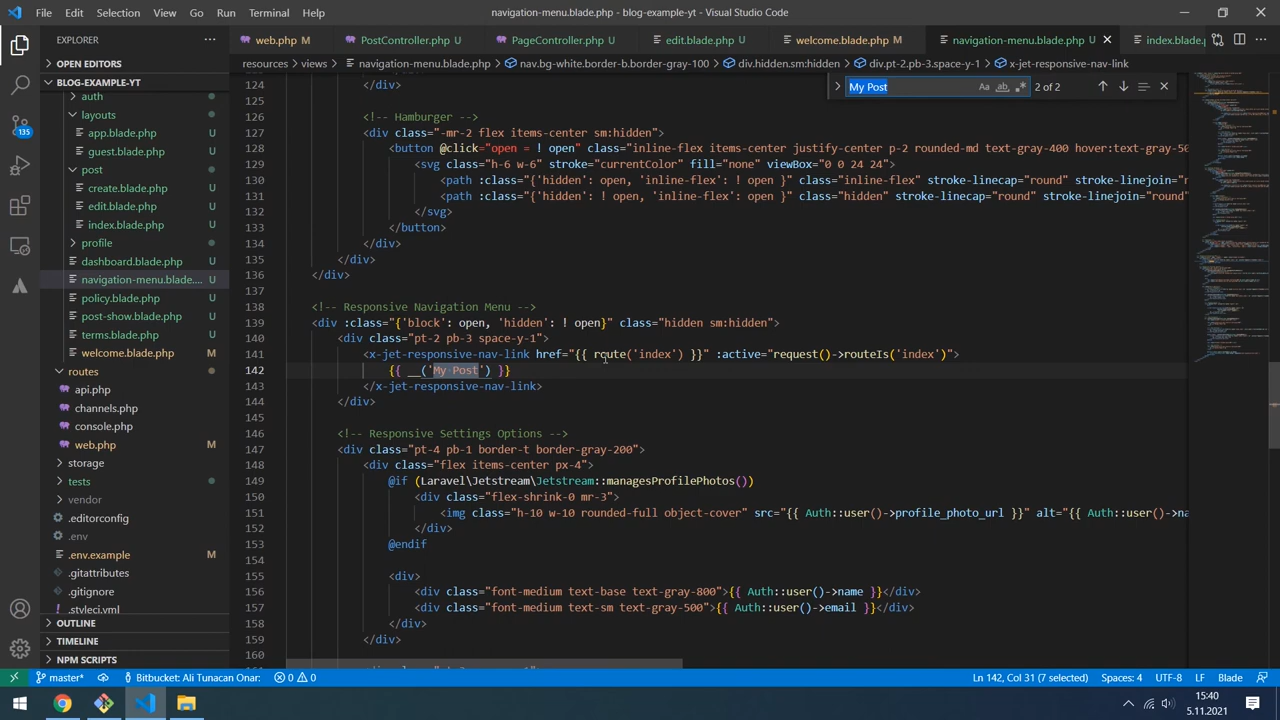 File Edit Selection View Go Run Terminal Help
navigation-menu.blade.php - blog-example-yt - Visual Studio Code
EXPLORER
web.php M
PostController.php U
PageController.php U
edit.blade.php U
welcome.blade.php M
navigation-menu.blade.php U
index.blade
OPEN EDITORS
BLOG-EXAMPLE-YT
auth
layouts
app.blade.php U
guest.blade.php U
post
create.blade.php U
edit.blade.php U
index.blade.php U
profile
dashboard.blade.php U
navigation-menu.blade.... U
policy.blade.php U
post-show.blade.php U
terms.blade.php U
welcome.blade.php M
routes
api.php
channels.php
console.php
web.php M
storage
tests
vendor
.editorconfig
.env
.env.example M
.gitattributes
.gitignore
.styleci.yml
OUTLINE
TIMELINE
NPM SCRIPTS
135
resources > views > navigation-menu.blade.php > nav.bg-white.border-b.border-gray-100 > div.hidden.sm:hidden > div.pt-2.pb-3.space-y-1 > x-jet-responsive-nav-link
My Post
Aa ab 2 of 2
124 </div>
125
126 <!-- Hamburger -->
127 <div class="-mr-2 flex items-center sm:hidden">
128 <button @click="open = ! open" class="inline-flex items-center justify-center p-2 rounded-md text-gray-400 hover:text-gray-50
129 <svg class="h-6 w-6" stroke="currentColor" fill="none" viewBox="0 0 24 24">
130 <path :class="{'hidden': open, 'inline-flex': ! open }" class="inline-flex" stroke-linecap="round" stroke-linejoin="r
131 <path :class="{'hidden': ! open, 'inline-flex': open }" class="hidden" stroke-linecap="round" stroke-linejoin="round"
132 </svg>
133 </button>
134 </div>
135 </div>
136 </div>
137
138 <!-- Responsive Navigation Menu -->
139 <div :class="{'block': open, 'hidden': ! open}" class="hidden sm:hidden">
140 <div class="pt-2 pb-3 space-y-1">
141 <x-jet-responsive-nav-link href="{{ route('index') }}" :active="request()->routeIs('index')">
142 {{ __('My Post') }}
143 </x-jet-responsive-nav-link>
144 </div>
145
146 <!-- Responsive Settings Options -->
147 <div class="pt-4 pb-1 border-t border-gray-200">
148 <div class="flex items-center px-4">
149 @if (Laravel\Jetstream\Jetstream::managesProfilePhotos())
150 <div class="flex-shrink-0 mr-3">
151 <img class="h-10 w-10 rounded-full object-cover" src="{{ Auth::user()->profile_photo_url }}" alt="{{ Auth::user()->na
152 </div>
153 @endif
154
155 <div>
156 <div class="font-medium text-base text-gray-800">{{ Auth::user()->name }}</div>
157 <div class="font-medium text-sm text-gray-500">{{ Auth::user()->email }}</div>
158 </div>
159 </div>
160
master* Bitbucket: Ali Tunacan Onar: 0 0
Ln 142, Col 31 (7 selected) Spaces: 4 UTF-8 LF Blade
15:40
5.11.2021